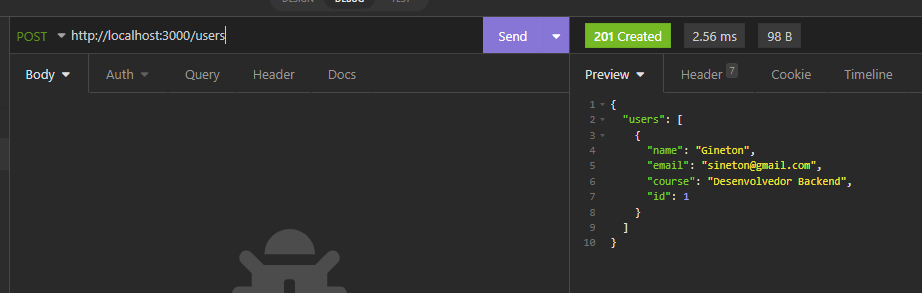 DESIGN DEBUG TEST
POST http://localhost:3000/users Send 201 Created 2.56 ms 98 B
Body Auth Query Header Docs Preview Header 7 Cookie Timeline
1 {
2 "users": [
3 {
4 "name": "Gineton",
5 "email": "sineton@gmail.com",
6 "course": "Desenvolvedor Backend",
7 "id": 1
8 }
9 ]
10 }